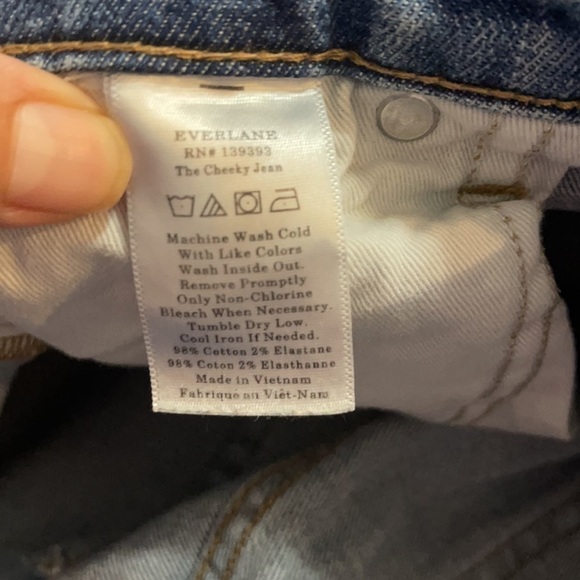 EVERLANE
RN# 139393
The Cheeky Jean
Machine Wash Cold
With Like Colors
Wash Inside Out.
Remove Promptly
Only Non-Chlorine
Bleach When Necessary.
Tumble Dry Low.
Cool Iron If Needed.
98% Cotton 2% Elastane
98% Coton 2% Elasthanne
Made in Vietnam
Fabrique au Viêt-Nam